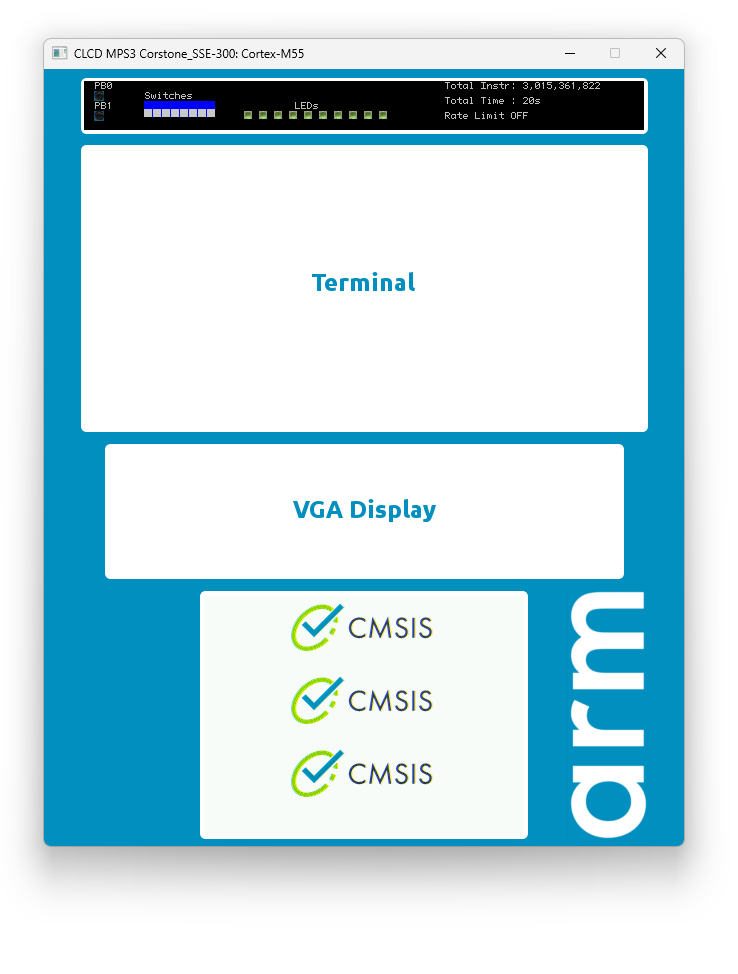 CLCD MPS3 Corstone_SSE-300: Cortex-M55
PB0
PB1
Switches
LEDs
Total Instr: 3,015,361,822
Total Time : 20s
Rate Limit OFF
Terminal
VGA Display
CMSIS
CMSIS
CMSIS
arm